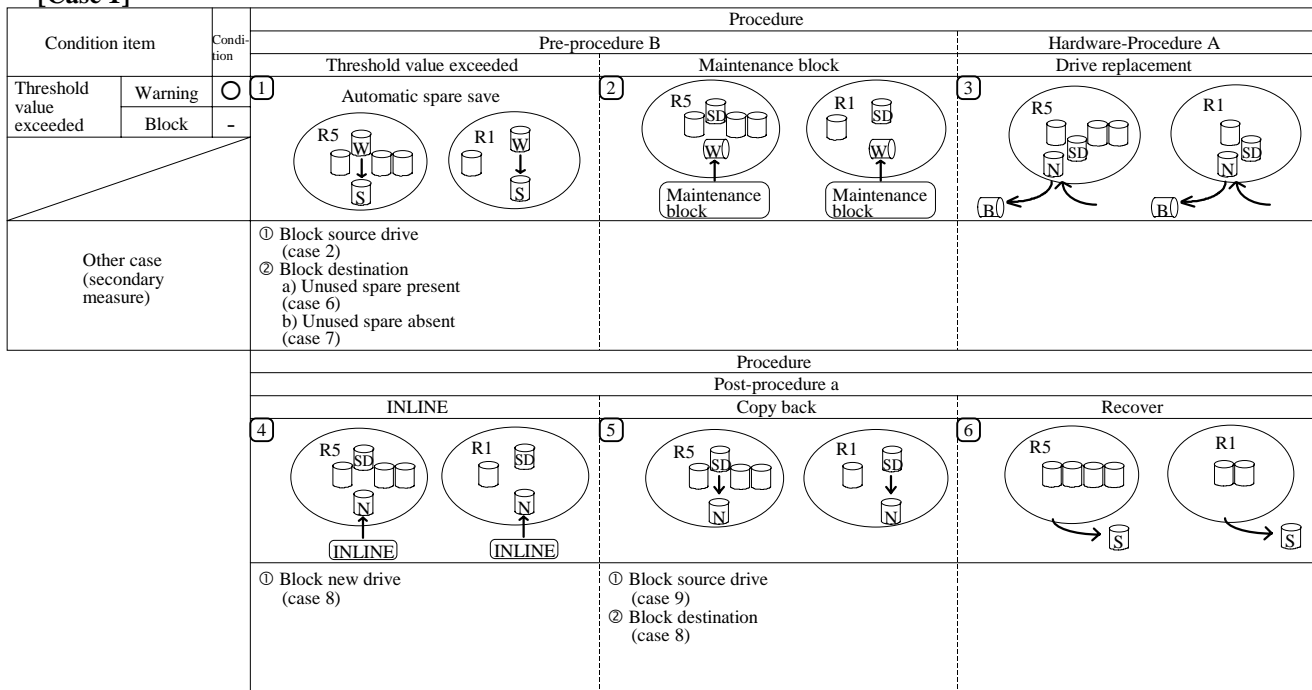 [Case 1]
Condition item
Condi-
tion
Procedure
Pre-procedure B
Hardware-Procedure A
Threshold value exceeded
Maintenance block
Drive replacement
Threshold
value
exceeded
Warning
○
Block
-
1
Automatic spare save
R5
W
S
R1
W
S
2
R5
SD
W
Maintenance
block
R1
SD
W
Maintenance
block
3
R5
SD
N
B
R1
SD
N
B
Other case
(secondary
measure)
① Block source drive
(case 2)
② Block destination
a) Unused spare present
(case 6)
b) Unused spare absent
(case 7)
Procedure
Post-procedure a
INLINE
Copy back
Recover
4
R5
SD
N
INLINE
R1
SD
N
INLINE
5
R5
SD
N
R1
SD
N
6
R5
S
R1
S
① Block new drive
(case 8)
① Block source drive
(case 9)
② Block destination
(case 8)